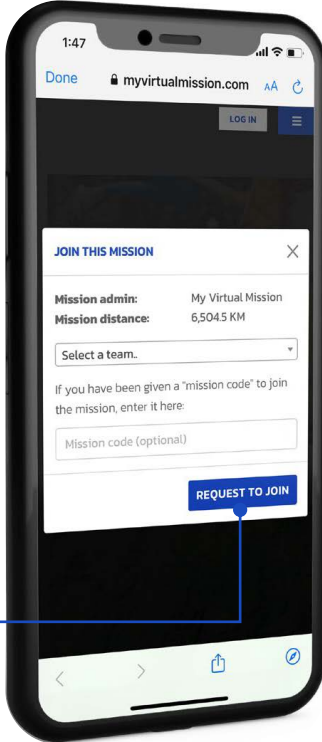 1:47
Done myvirtualmission.com AA
LOG IN
JOIN THIS MISSION
Mission admin: My Virtual Mission
Mission distance: 6,504.5 KM
Select a team..
If you have been given a "mission code" to join
the mission, enter it here:
Mission code (optional)
REQUEST TO JOIN